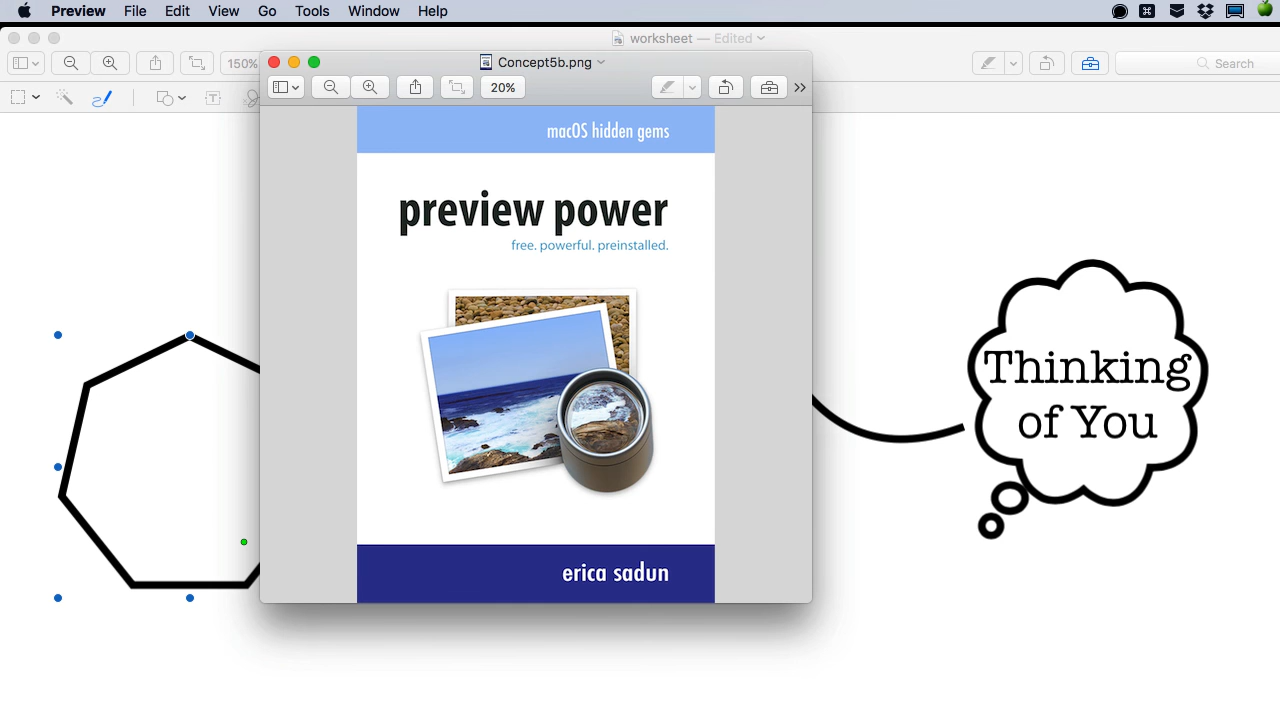 Preview File Edit View Go Tools Window Help
worksheet — Edited
150%
Search
Concept5b.png
20%
macOS hidden gems
preview power
free. powerful. preinstalled.
erica sadun
Thinking
of You